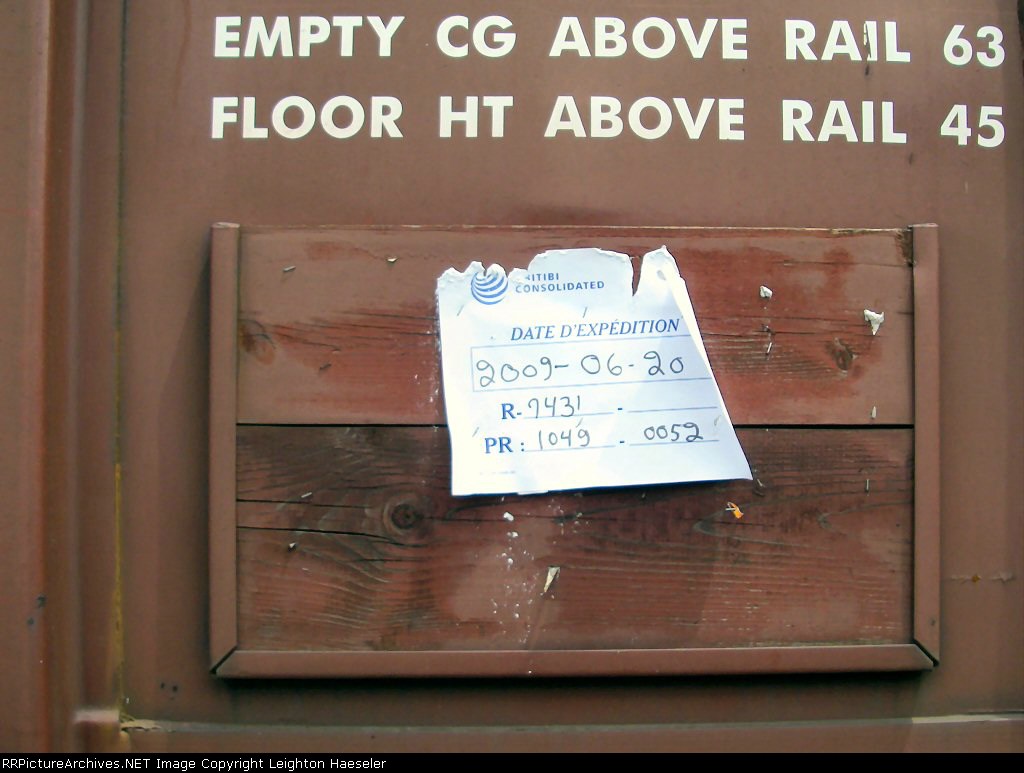 EMPTY CG ABOVE RAIL 63
FLOOR HT ABOVE RAIL 45
ITIBI
CONSOLIDATED
DATE D'EXPÉDITION
2009-06-20
R-7431 -
PR: 1049 - 0052
RRPictureArchives.NET Image Copyright Leighton Haeseler